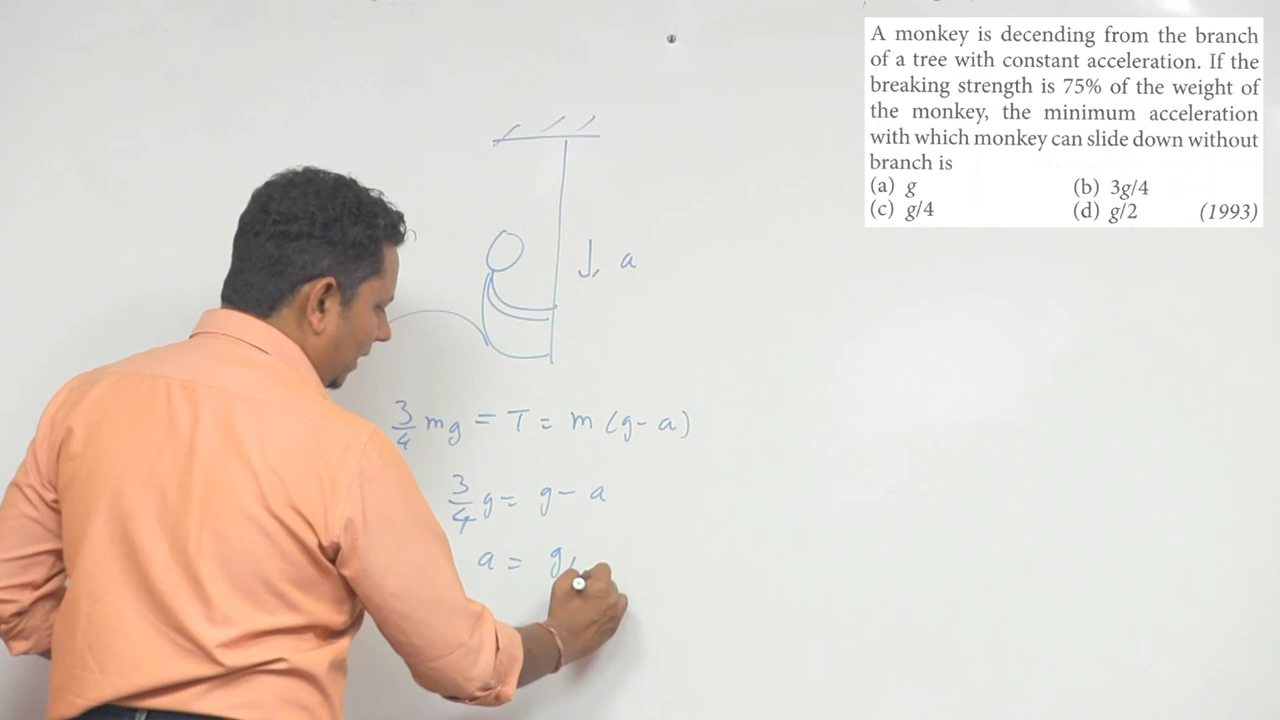 A monkey is decending from the branch
of a tree with constant acceleration. If the
breaking strength is 75% of the weight of
the monkey, the minimum acceleration
with which monkey can slide down without
branch is
(a) g (b) 3g/4
(c) g/4 (d) g/2 (1993)
a
3/4 mg = T = m (g - a)
3/4 g = g - a
a = g/